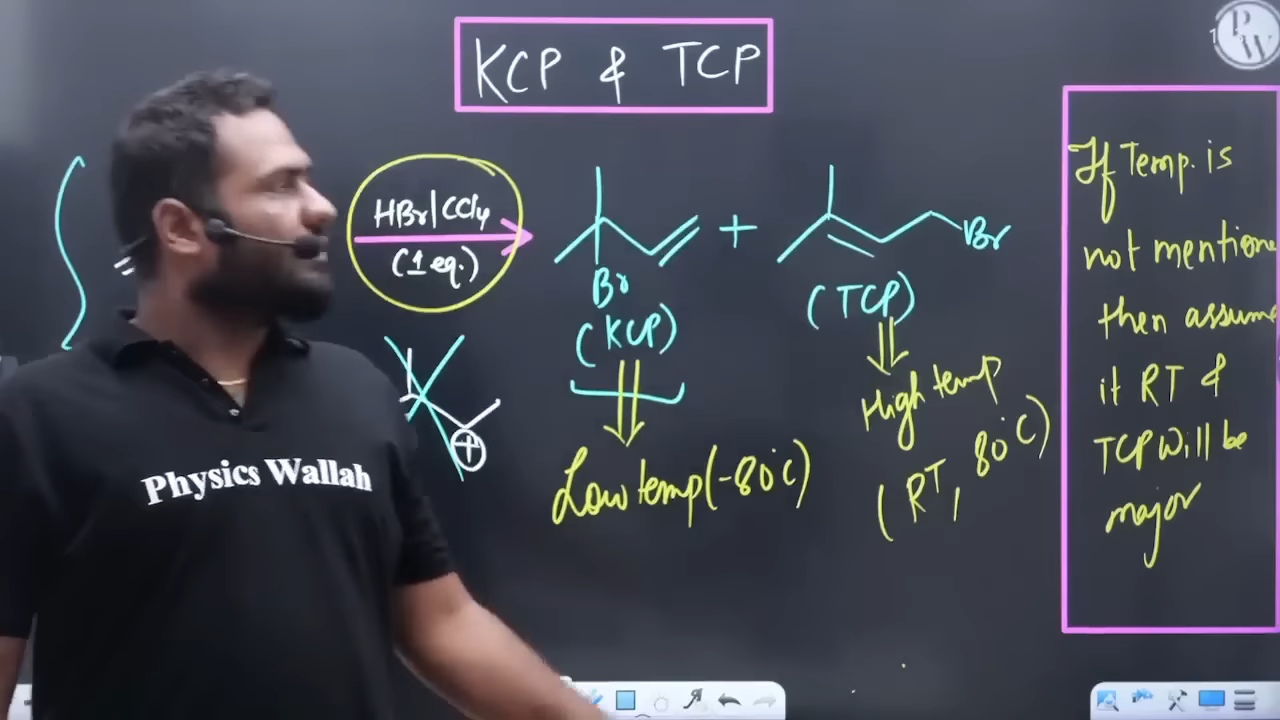 KCP & TCP
PW
HBr/CCl4
(1 eq.)
+
Br
Br
(KCP)
(TCP)
Low temp (-80°C)
High temp
(RT, 80°C)
⊕
If Temp. is
not mentione
then assume
it RT &
TCP will be
major
Physics Wallah